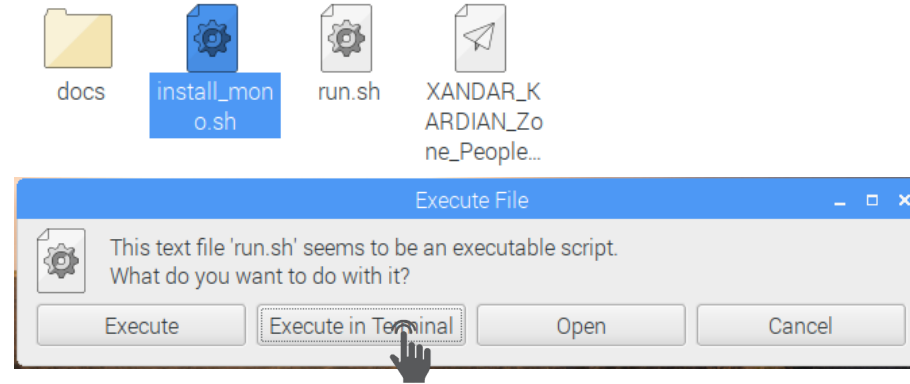 docs
install_mon
o.sh
run.sh
XANDAR_K
ARDIAN_Zo
ne_People...
Execute File
This text file 'run.sh' seems to be an executable script.
What do you want to do with it?
Execute
Execute in Terminal
Open
Cancel